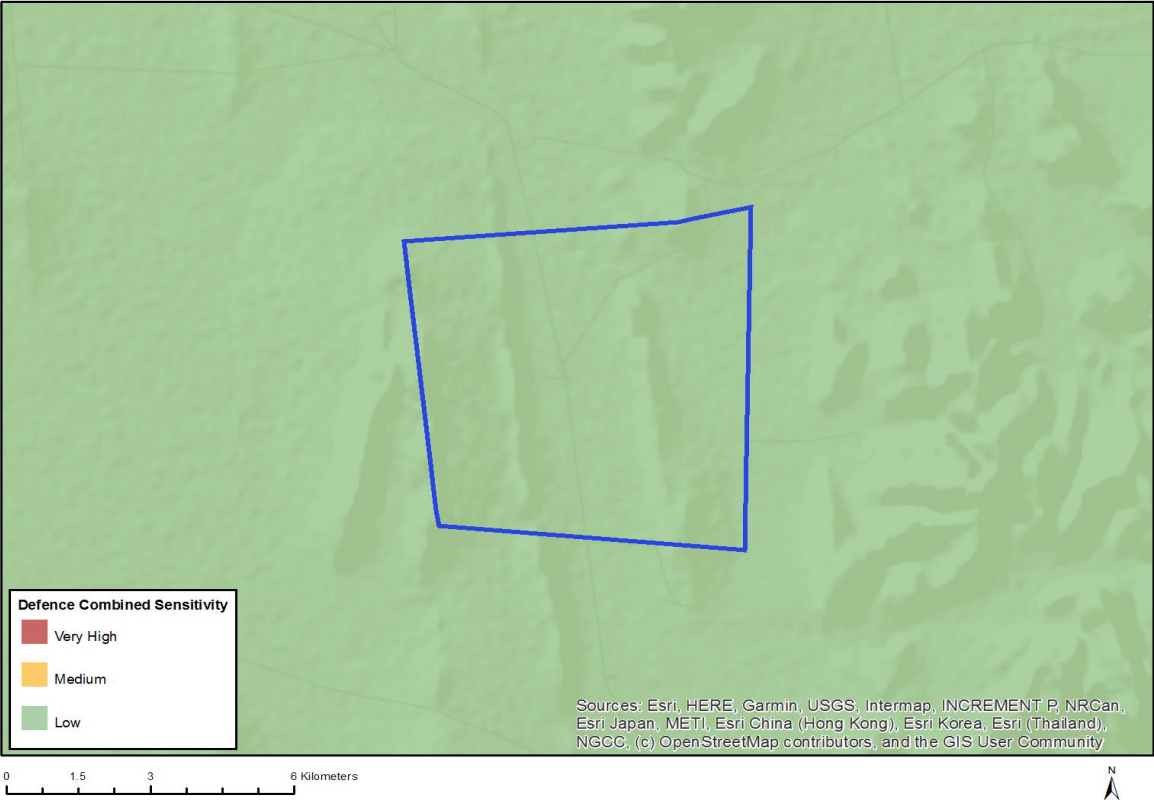 Defence Combined Sensitivity
Very High
Medium
Low
Sources: Esri, HERE, Garmin, USGS, Intermap, INCREMENT P, NRCan,
Esri Japan, METI, Esri China (Hong Kong), Esri Korea, Esri (Thailand),
NGCC, (c) OpenStreetMap contributors, and the GIS User Community
0 1.5 3 6 Kilometers
N